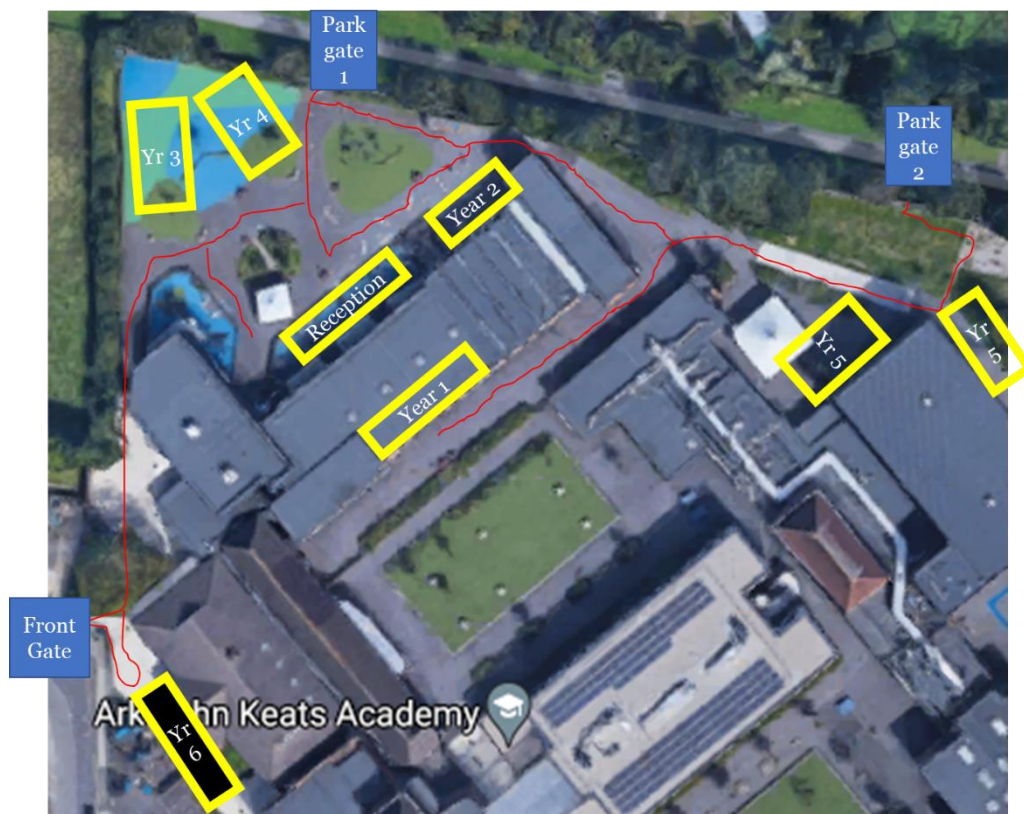 Park
gate
1
Park
gate
2
Yr 4
Yr 3
Year 2
Reception
Year 1
Yr 5
Yr
5
Front
Gate
Yr
6
Ark John Keats Academy